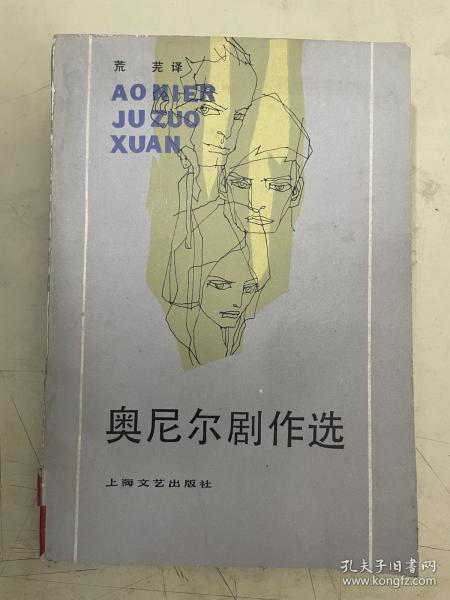 荒 芜译
AO NIER
JU ZUO
XUAN
奥尼尔剧作选
上海文艺出版社
孔夫子旧书网
www.kongfz.com